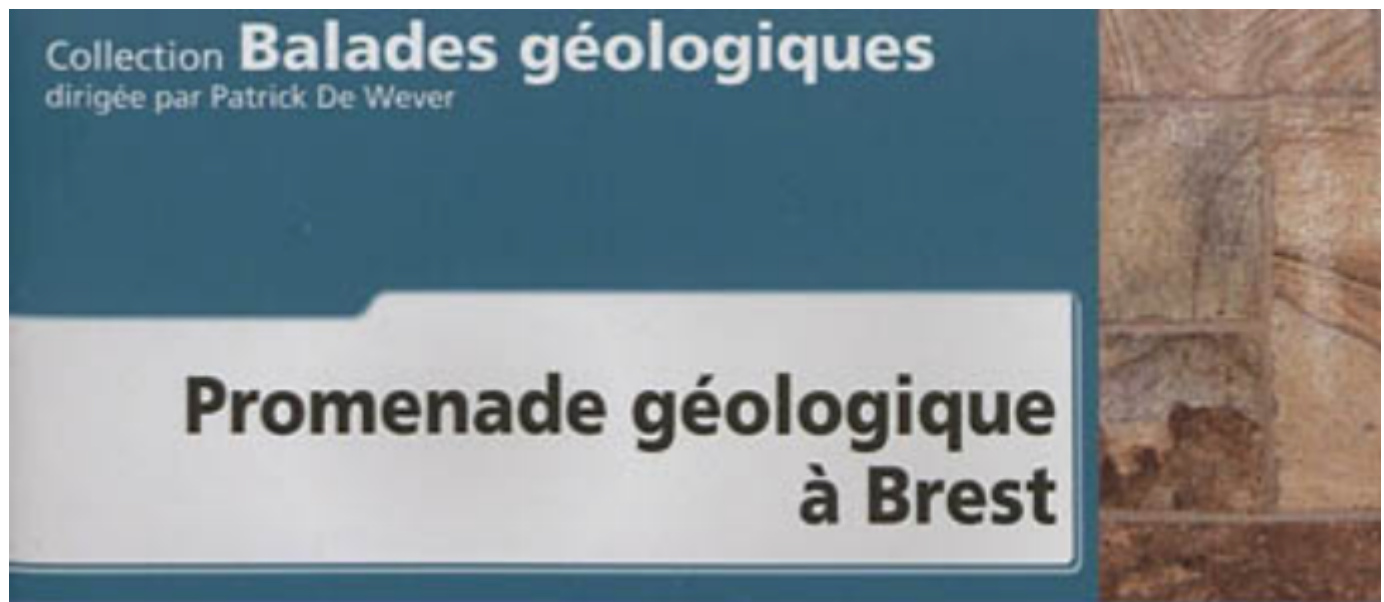 Collection Balades géologiques
dirigée par Patrick De Wever
Promenade géologique
à Brest